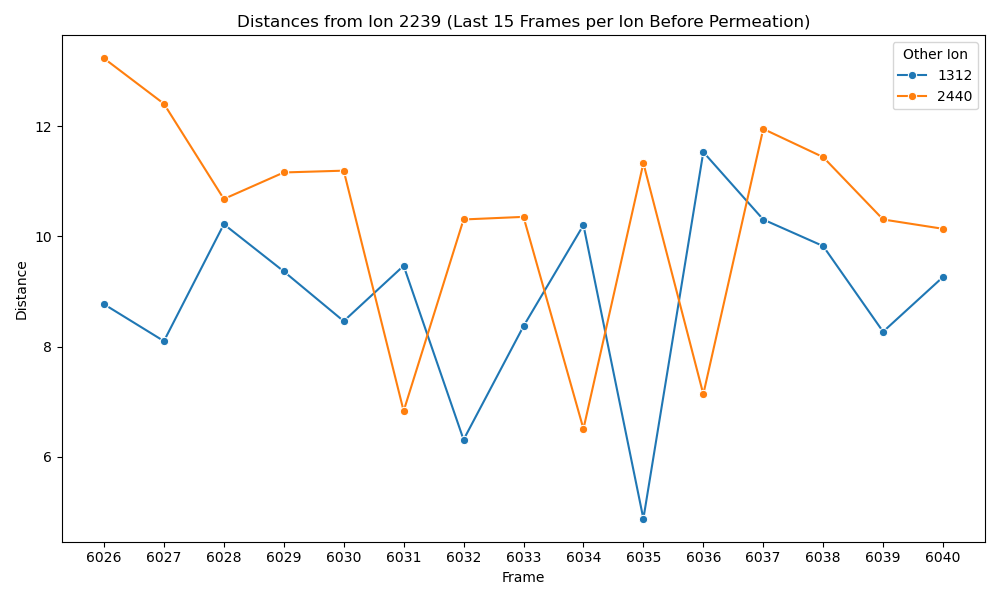 Distances from Ion 2239 (Last 15 Frames per Ion Before Permeation)
Other Ion
1312
2440
Distance
12
10
8
6
6026 6027 6028 6029 6030 6031 6032 6033 6034 6035 6036 6037 6038 6039 6040
Frame